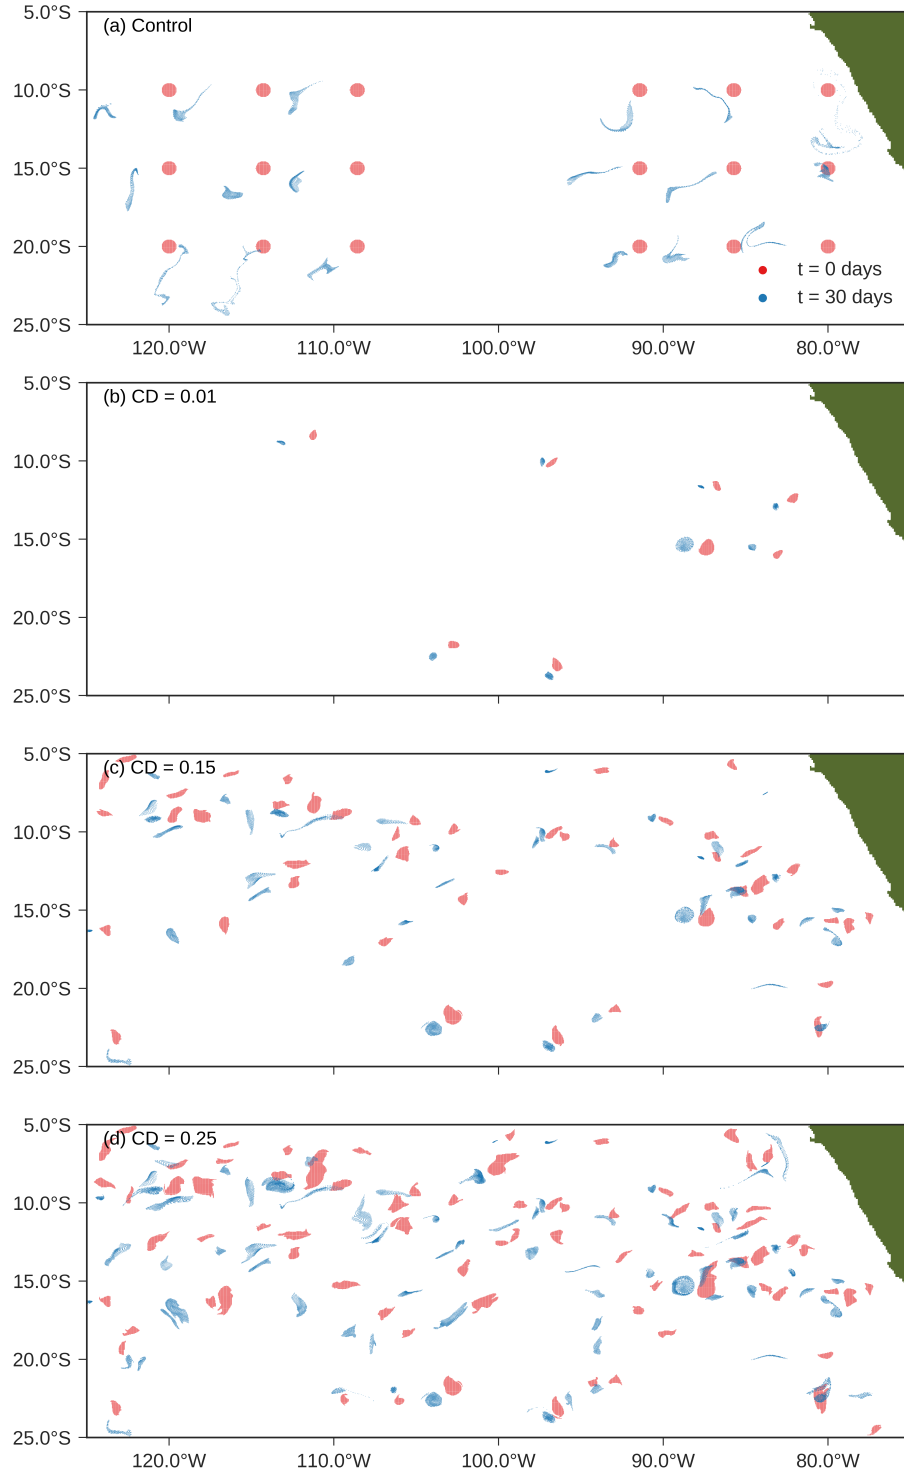 5.0°S
(a) Control
10.0°S
15.0°S
20.0°S
t = 0 days
t = 30 days
25.0°S
120.0°W 110.0°W 100.0°W 90.0°W 80.0°W
5.0°S
(b) CD = 0.01
10.0°S
15.0°S
20.0°S
25.0°S
5.0°S
(c) CD = 0.15
10.0°S
15.0°S
20.0°S
25.0°S
5.0°S
(d) CD = 0.25
10.0°S
15.0°S
20.0°S
25.0°S
120.0°W 110.0°W 100.0°W 90.0°W 80.0°W